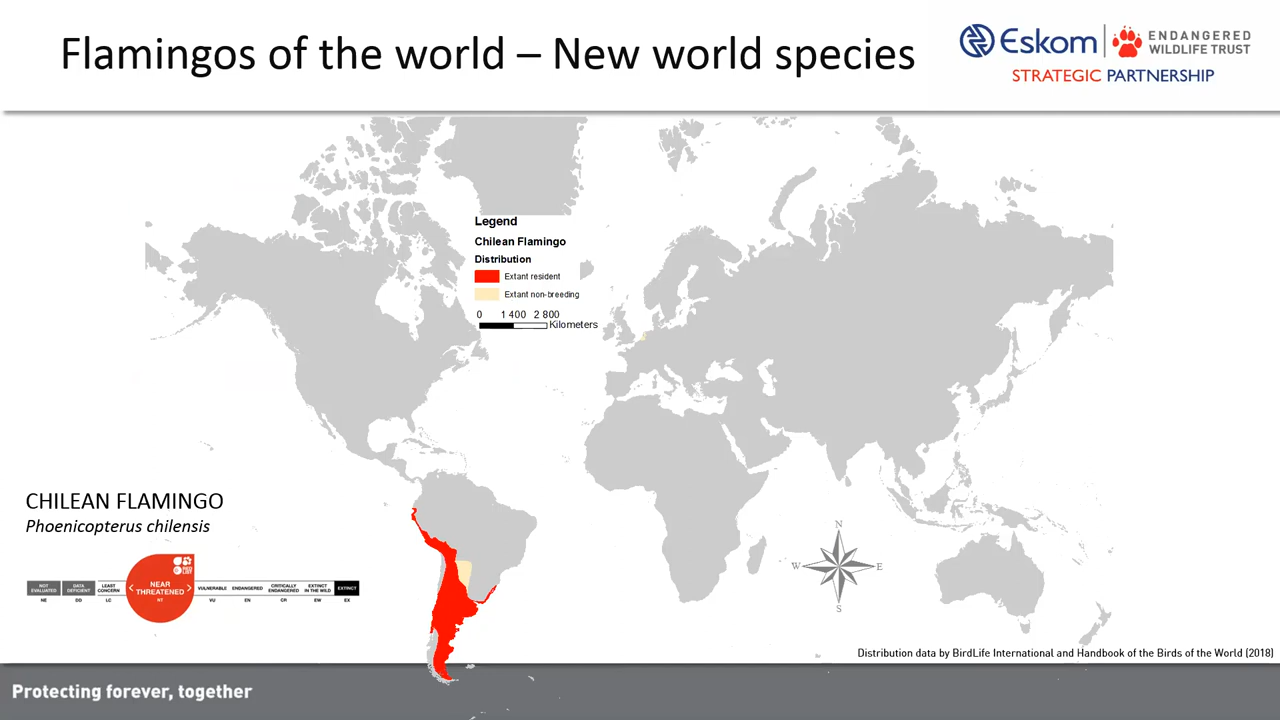 Flamingos of the world – New world species
Eskom
ENDANGERED
WILDLIFE TRUST
STRATEGIC PARTNERSHIP
Legend
Chilean Flamingo
Distribution
Extant resident
Extant non-breeding
0 1 400 2 800
Kilometers
CHILEAN FLAMINGO
Phoenicopterus chilensis
NOT
EVALUATED
DATA
DEFICIENT
LEAST
CONCERN
< NEAR
THREATENED >
VULNERABLE
ENDANGERED
CRITICALLY
ENDANGERED
EXTINCT
IN THE WILD
EXTINCT
NE
DD
LC
NT
VU
EN
CR
EW
EX
N
W
E
S
Distribution data by BirdLife International and Handbook of the Birds of the World (2018)
Protecting forever, together